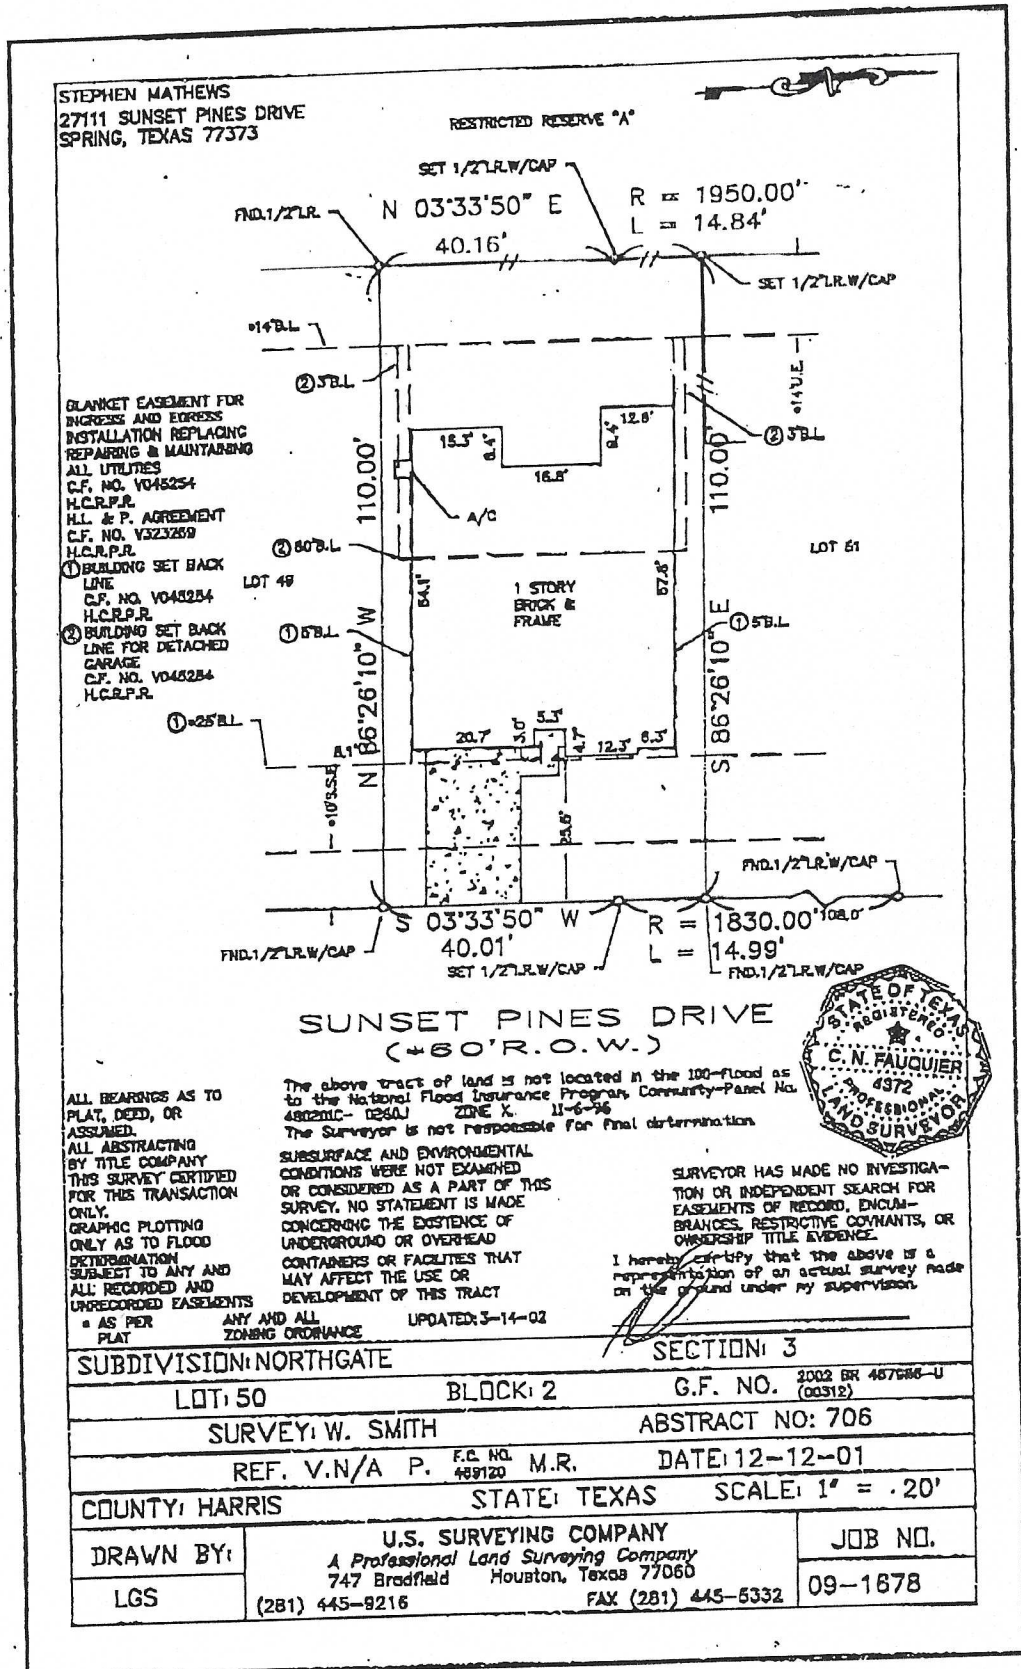 STEPHEN MATHEWS
27111 SUNSET PINES DRIVE
SPRING, TEXAS 77373
RESTRICTED RESERVE "A"
SET 1/2"I.R.W/CAP
FND.1/2"I.R.
N 03°33'50" E
40.16'
R = 1950.00'
L = 14.84'
SET 1/2"I.R.W/CAP
*14'B.L
② 3'B.L
*14'U.E.
② 3'B.L
BLANKET EASEMENT FOR
INGRESS AND EGRESS
INSTALLATION REPLACING
REPAIRING & MAINTAINING
ALL UTILITIES
C.F. NO. V045254
H.C.R.P.R.
H.L. & P. AGREEMENT
C.F. NO. V323269
H.C.R.P.R.
① BUILDING SET BACK
LINE
C.F. NO. V045254
H.C.R.P.R.
② BUILDING SET BACK
LINE FOR DETACHED
GARAGE
C.F. NO. V045254
H.C.R.P.R.
15.3'
12.8'
16.8'
A/C
110.00'
110.00'
② 60'B.L
LOT 49
LOT 51
54.1'
57.8'
1 STORY
BRICK &
FRAME
① 5'B.L
① 5'B.L
N 86°26'10" W
S 86°26'10" E
① *25'B.L
20.7'
3.0'
4.7'
12.3'
6.3'
25.6'
FND.1/2"I.R.W/CAP
S 03°33'50" W
40.01'
R = 1830.00'
L = 14.99'
108.0'
FND.1/2"I.R.W/CAP
SET 1/2"I.R.W/CAP
FND.1/2"I.R.W/CAP
SUNSET PINES DRIVE
(*60'R.O.W.)
STATE OF TEXAS
REGISTERED
C. N. FAUQUIER
4372
PROFESSIONAL
LAND SURVEYOR
The above tract of land is not located in the 100-flood as
to the National Flood Insurance Program, Community-Panel No.
480201C- 0260J ZONE X. 11-6-96
The Surveyor is not responsible for final determination
ALL BEARINGS AS TO
PLAT, DEED, OR
ASSUMED.
ALL ABSTRACTING
BY TITLE COMPANY
THIS SURVEY CERTIFIED
FOR THIS TRANSACTION
ONLY.
GRAPHIC PLOTTING
ONLY AS TO FLOOD
DETERMINATION
SUBJECT TO ANY AND
ALL RECORDED AND
UNRECORDED EASEMENTS
* AS PER
PLAT
SUBSURFACE AND ENVIRONMENTAL
CONDITIONS WERE NOT EXAMINED
OR CONSIDERED AS A PART OF THIS
SURVEY. NO STATEMENT IS MADE
CONCERNING THE EXISTENCE OF
UNDERGROUND OR OVERHEAD
CONTAINERS OR FACILITIES THAT
MAY AFFECT THE USE OR
DEVELOPMENT OF THIS TRACT
ANY AND ALL
ZONING ORDINANCE
UPDATED: 3-14-02
SURVEYOR HAS MADE NO INVESTIGA-
TION OR INDEPENDENT SEARCH FOR
EASEMENTS OF RECORD, ENCUM-
BRANCES, RESTRICTIVE COVNANTS, OR
OWNERSHIP TITLE EVIDENCE.
I hereby certify that the above is a
representation of an actual survey made
on the ground under my supervision.
SUBDIVISION: NORTHGATE SECTION: 3
LOT: 50 BLOCK: 2 G.F. NO. 2002 BR
(00312)
SURVEY: W. SMITH ABSTRACT NO: 706
REF. V.N/A P. F.C. NO. 459120 M.R. DATE: 12-12-01
COUNTY: HARRIS STATE: TEXAS SCALE: 1" = 20'
DRAWN BY:
LGS
U.S. SURVEYING COMPANY
A Professional Land Surveying Company
747 Bradfield Houston, Texas 77060
(281) 445-9216 FAX (281) 445-5332
JOB NO.
09-1678